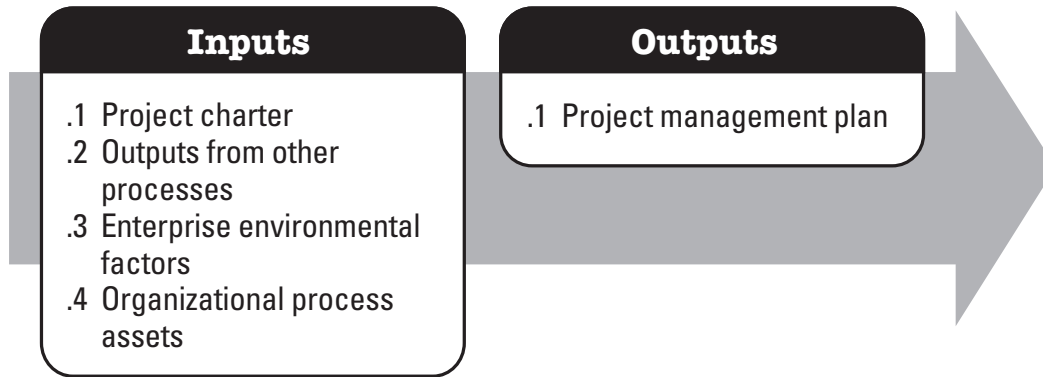 Inputs
.1 Project charter
.2 Outputs from other
processes
.3 Enterprise environmental
factors
.4 Organizational process
assets
Outputs
.1 Project management plan